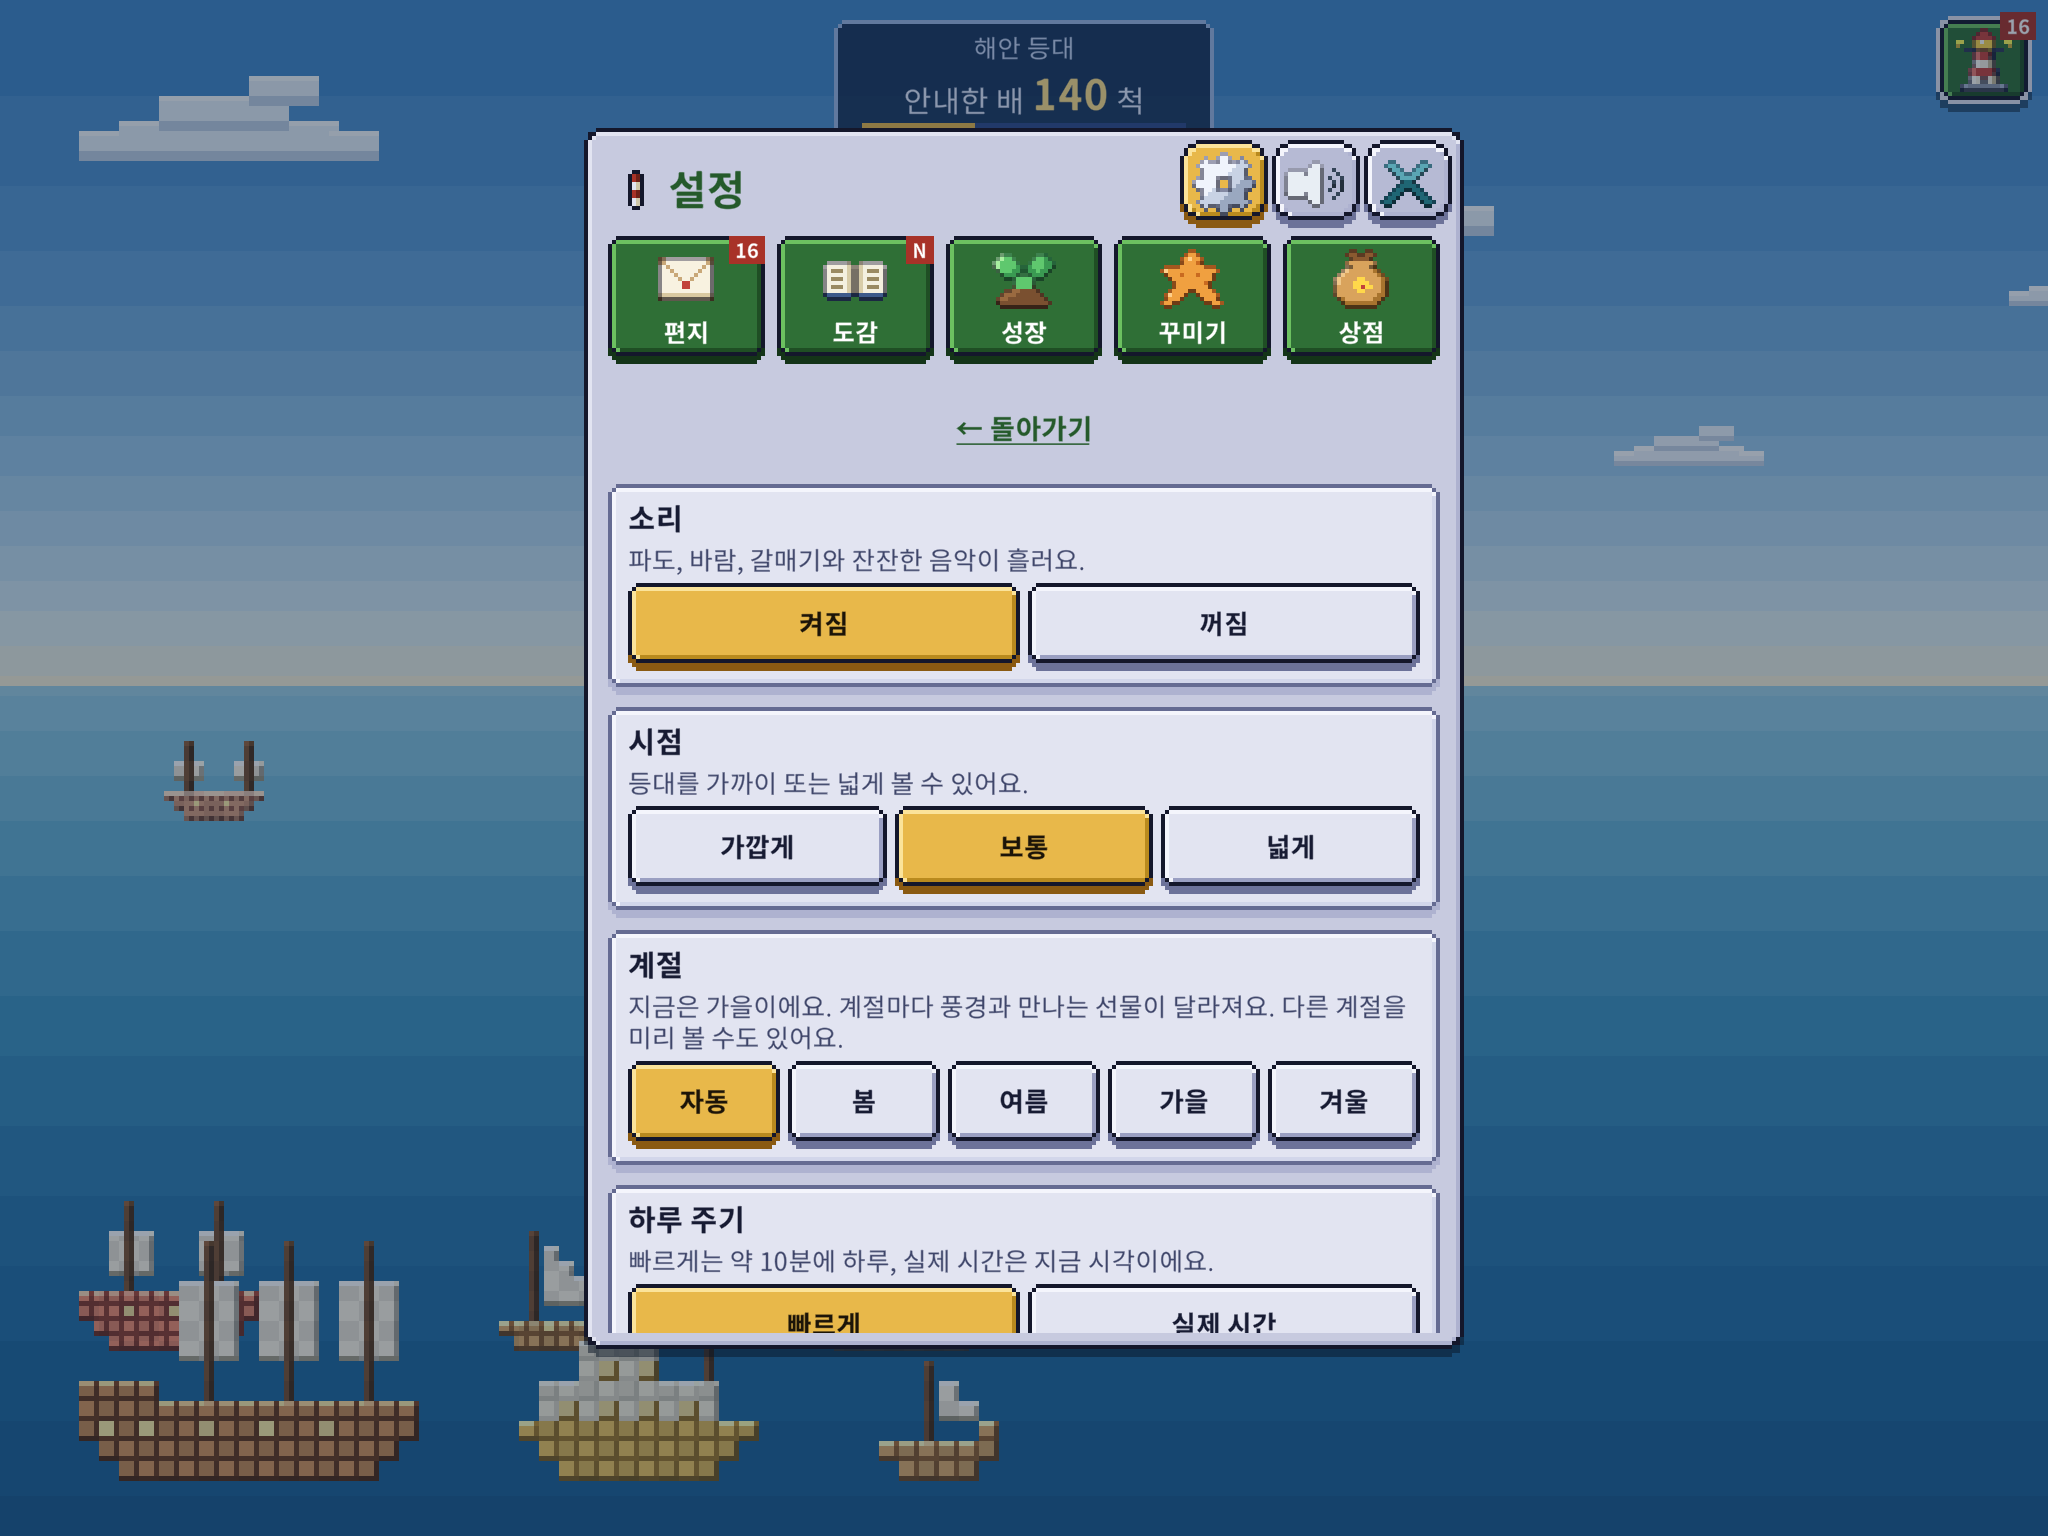 해안 등대
안내한 배 140 척
16
설정
16
N
편지
도감
성장
꾸미기
상점
← 돌아가기
소리
파도, 바람, 갈매기와 잔잔한 음악이 흘러요.
켜짐
꺼짐
시점
등대를 가까이 또는 넓게 볼 수 있어요.
가깝게
보통
넓게
계절
지금은 가을이에요. 계절마다 풍경과 만나는 선물이 달라져요. 다른 계절을
미리 볼 수도 있어요.
자동
봄
여름
가을
겨울
하루 주기
빠르게는 약 10분에 하루, 실제 시간은 지금 시각이에요.
빠르게
실제 시간